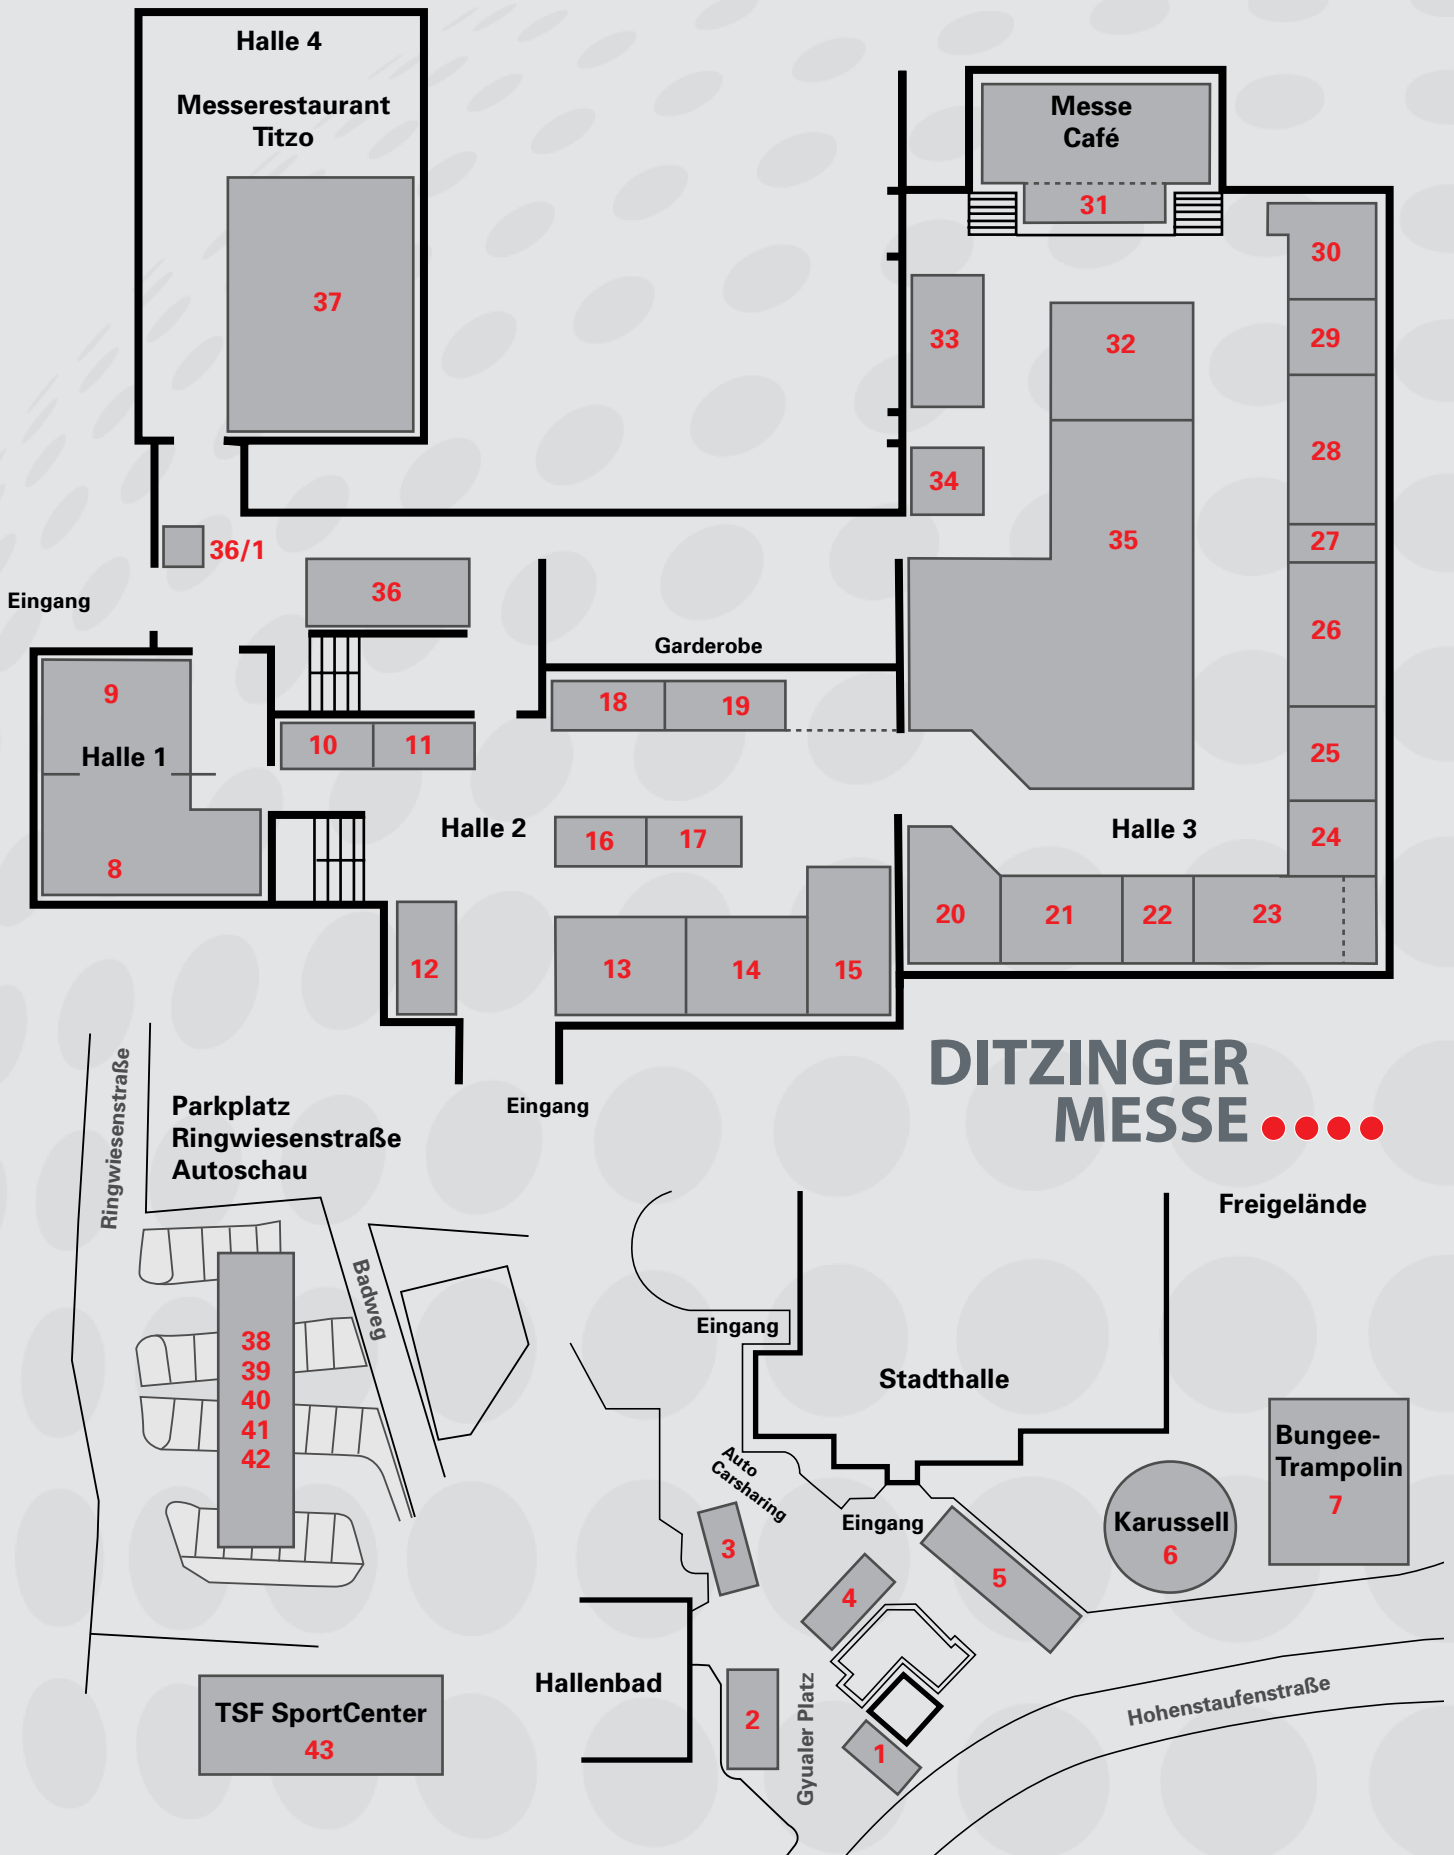 Halle 4
Messerestaurant
Titzo
37
Messe
Café
31
30
29
28
27
26
25
24
33
32
34
35
36/1
Eingang
36
Garderobe
9
Halle 1
8
10
11
18
19
Halle 2
16
17
Halle 3
12
13
14
15
20
21
22
23
Eingang
DITZINGER
MESSE
Ringwiesenstraße
Parkplatz
Ringwiesenstraße
Autoschau
Badweg
38
39
40
41
42
Freigelände
Eingang
Stadthalle
Auto
Carsharing
Eingang
Bungee-
Trampolin
7
Karussell
6
3
4
5
Hallenbad
2
Gyualer Platz
1
Hohenstaufenstraße
TSF SportCenter
43